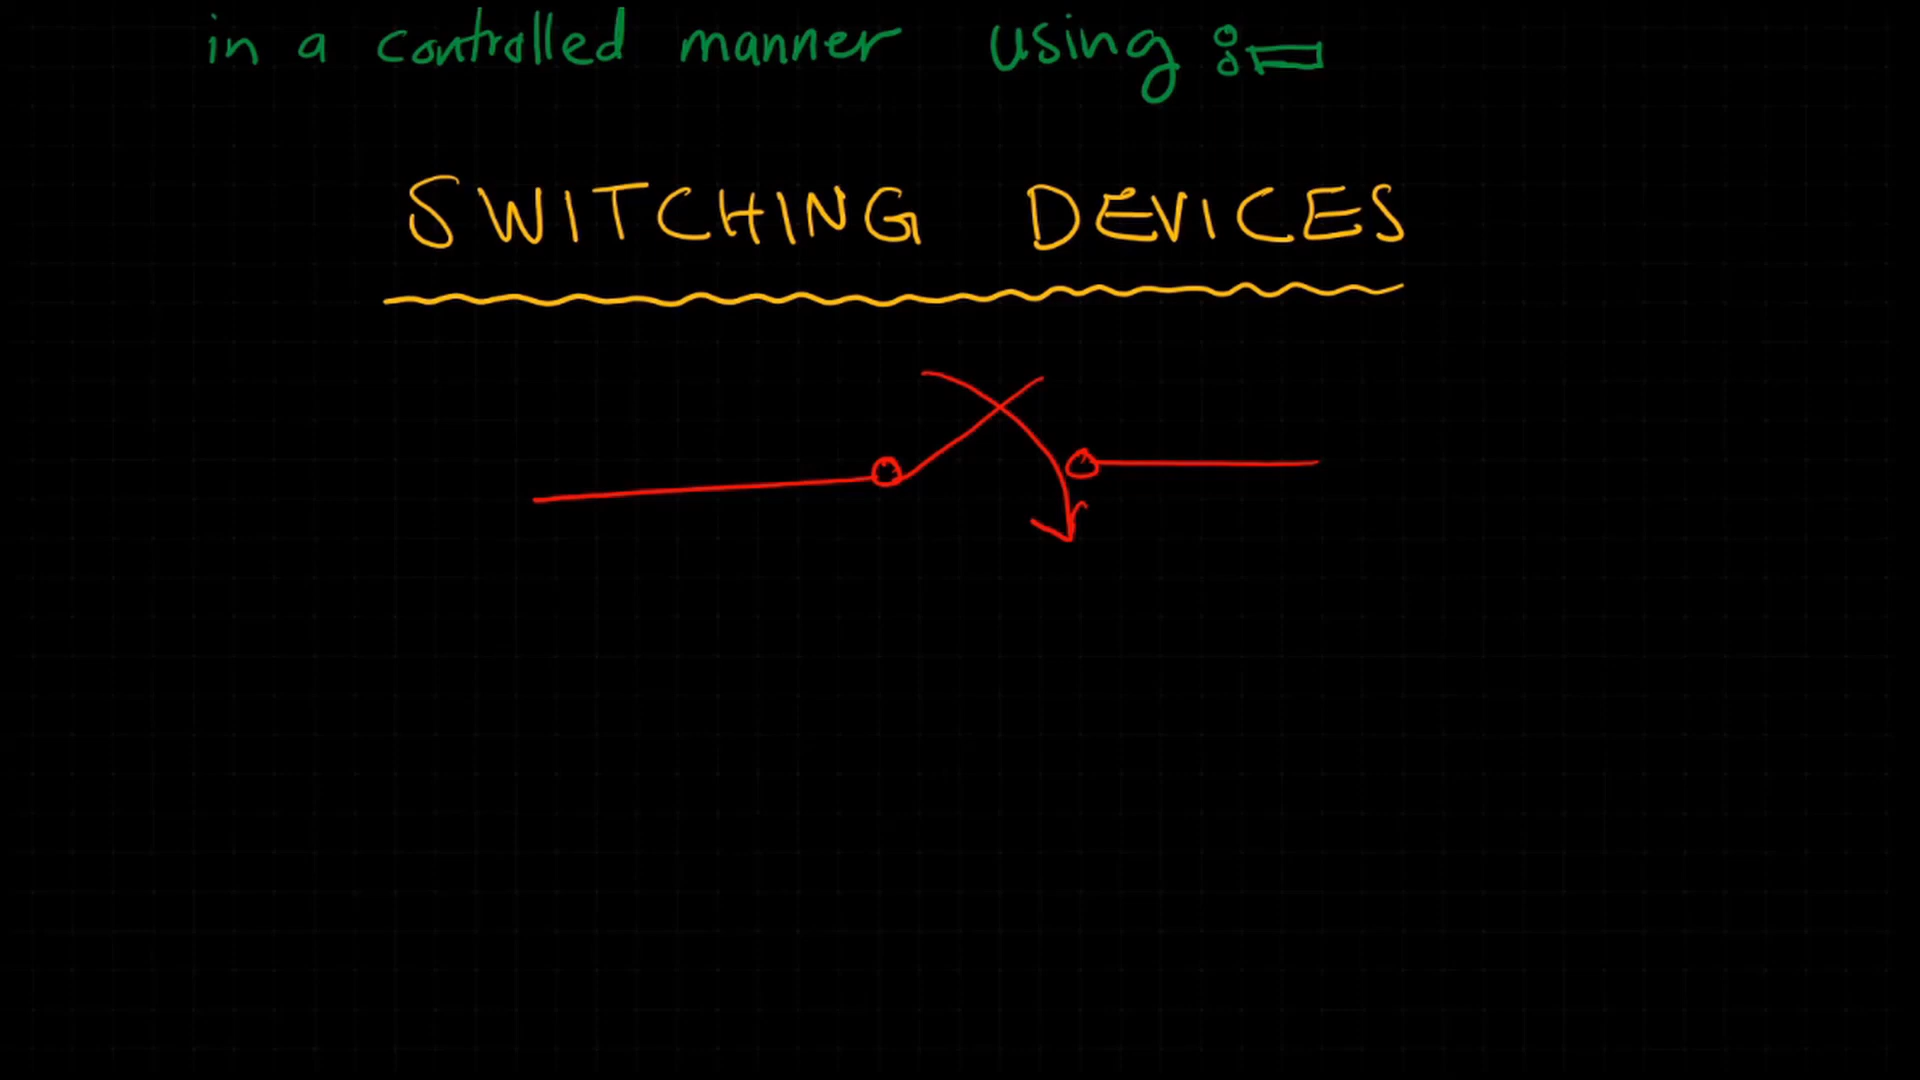 in a controlled manner using :-
SWITCHING DEVICES